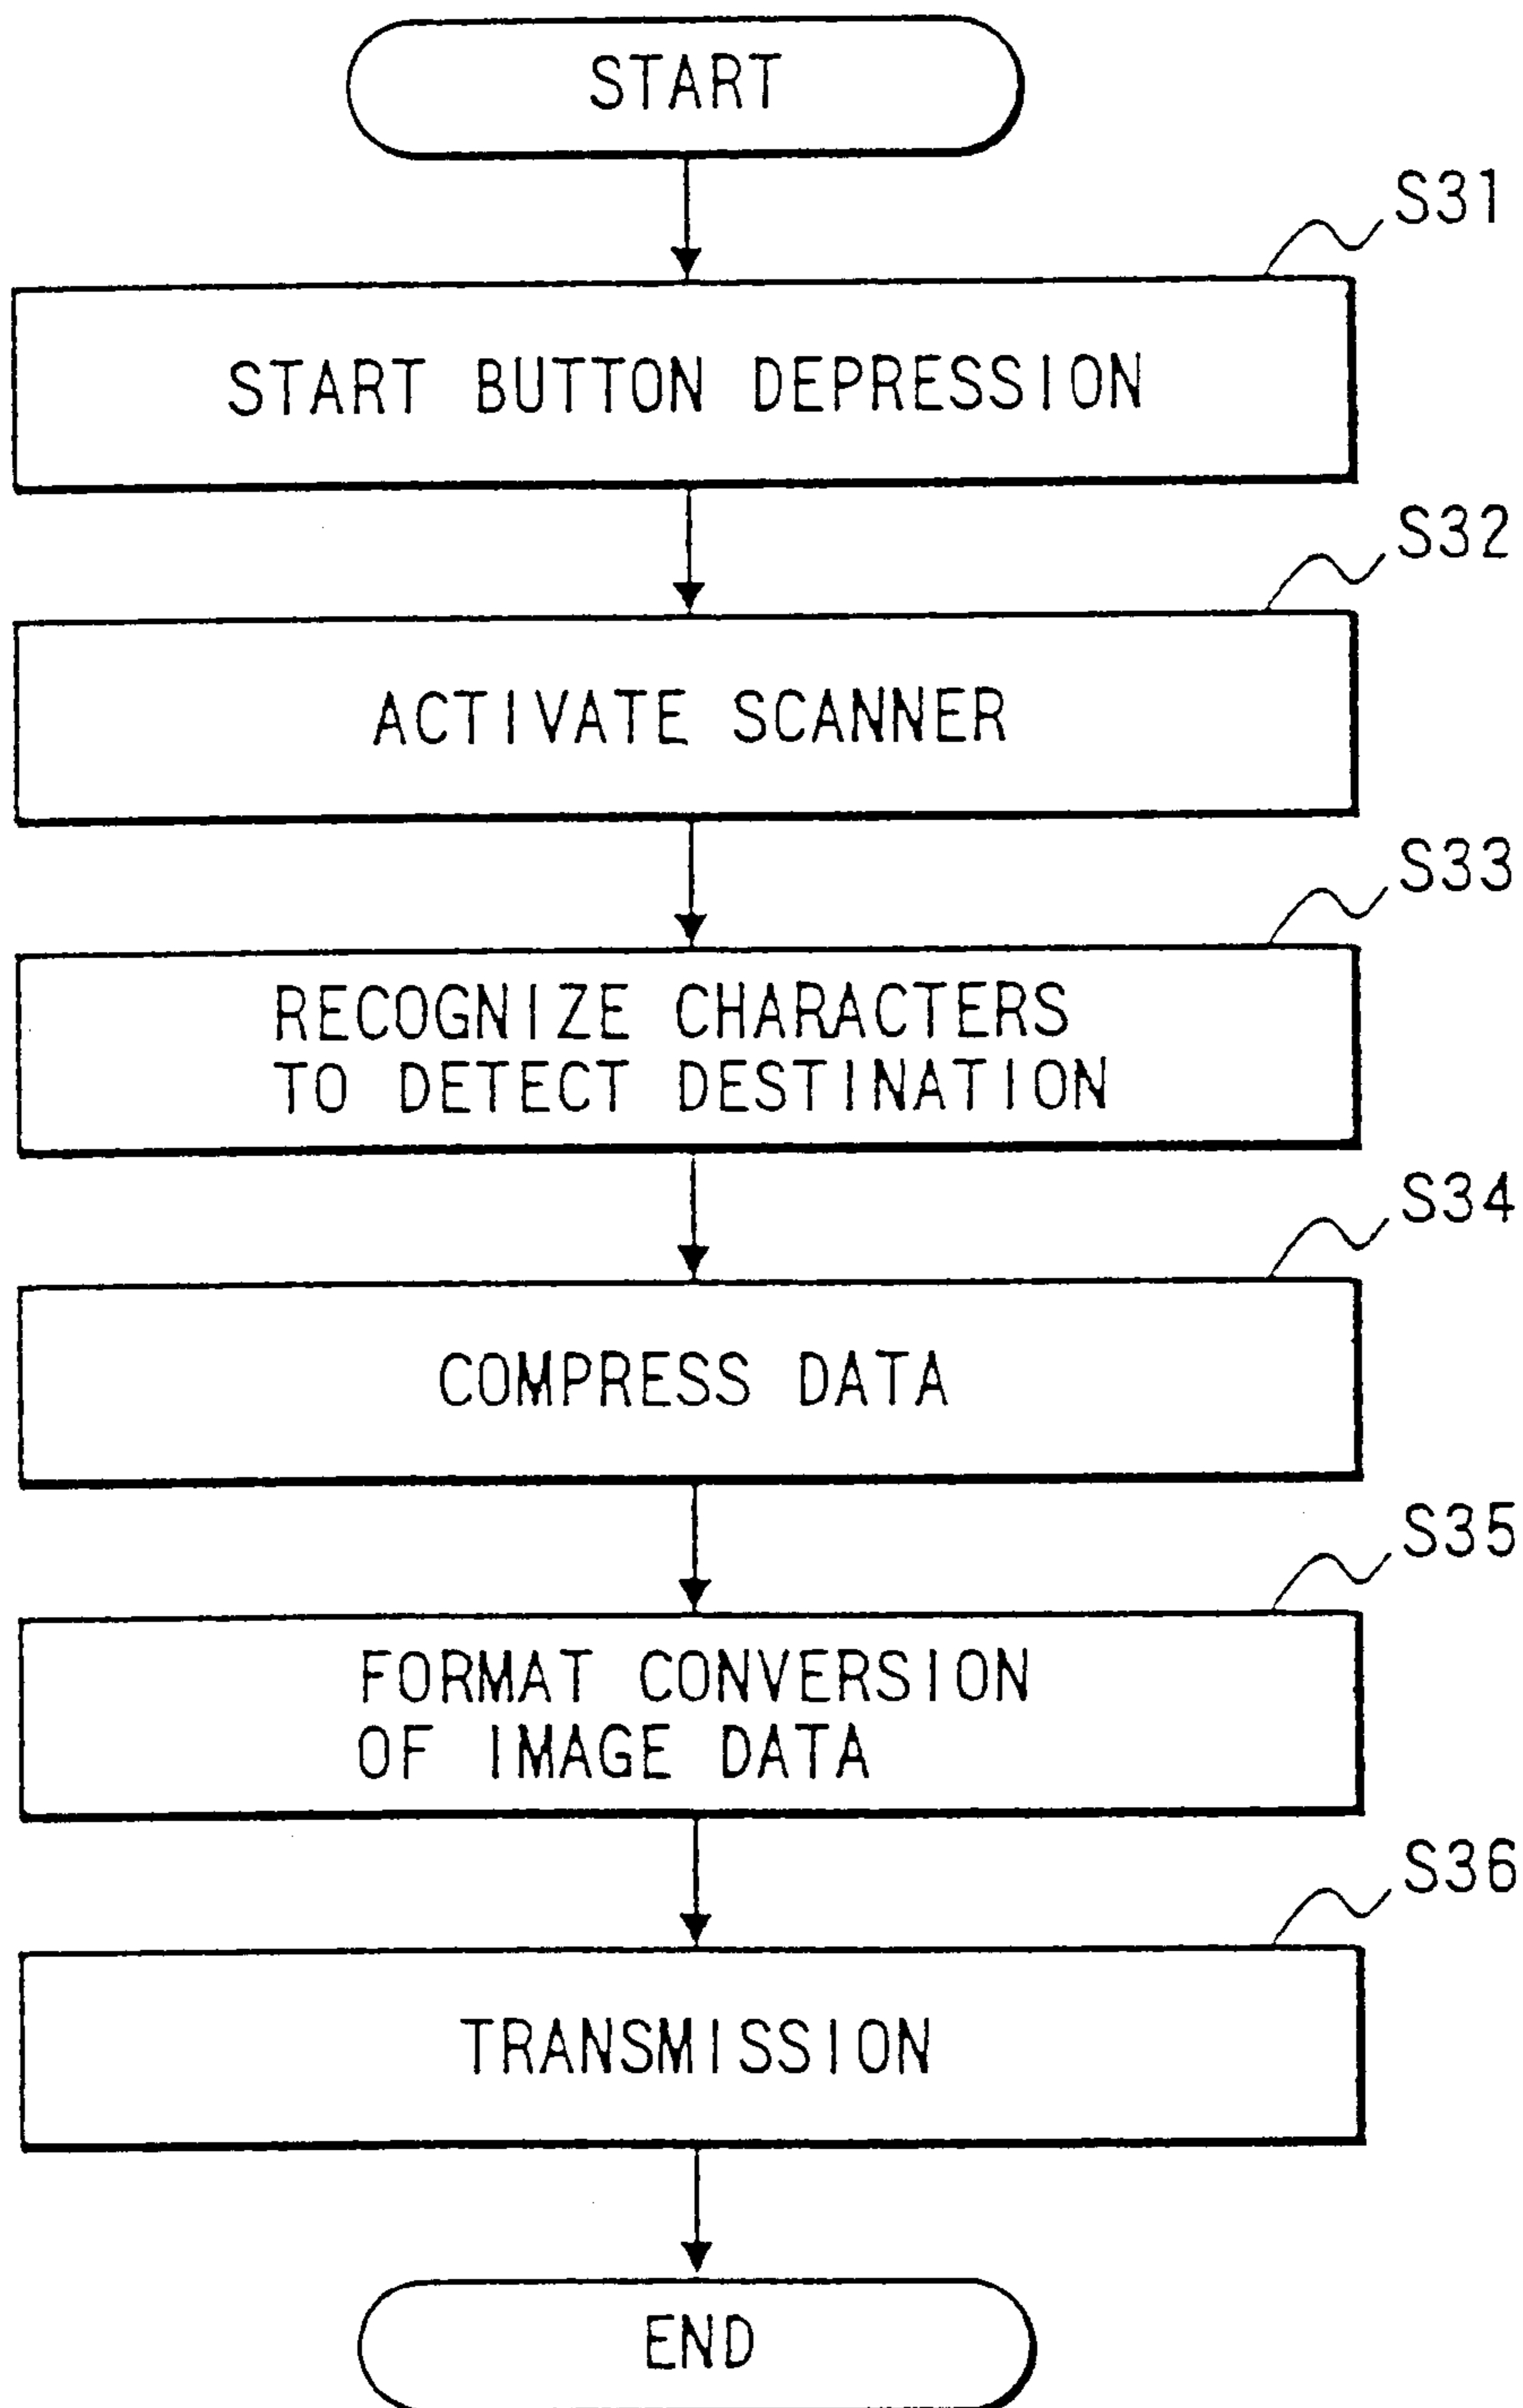 START
S31
START BUTTON DEPRESSION
S32
ACTIVATE SCANNER
S33
RECOGNIZE CHARACTERS
TO DETECT DESTINATION
S34
COMPRESS DATA
S35
FORMAT CONVERSION
OF IMAGE DATA
S36
TRANSMISSION
END